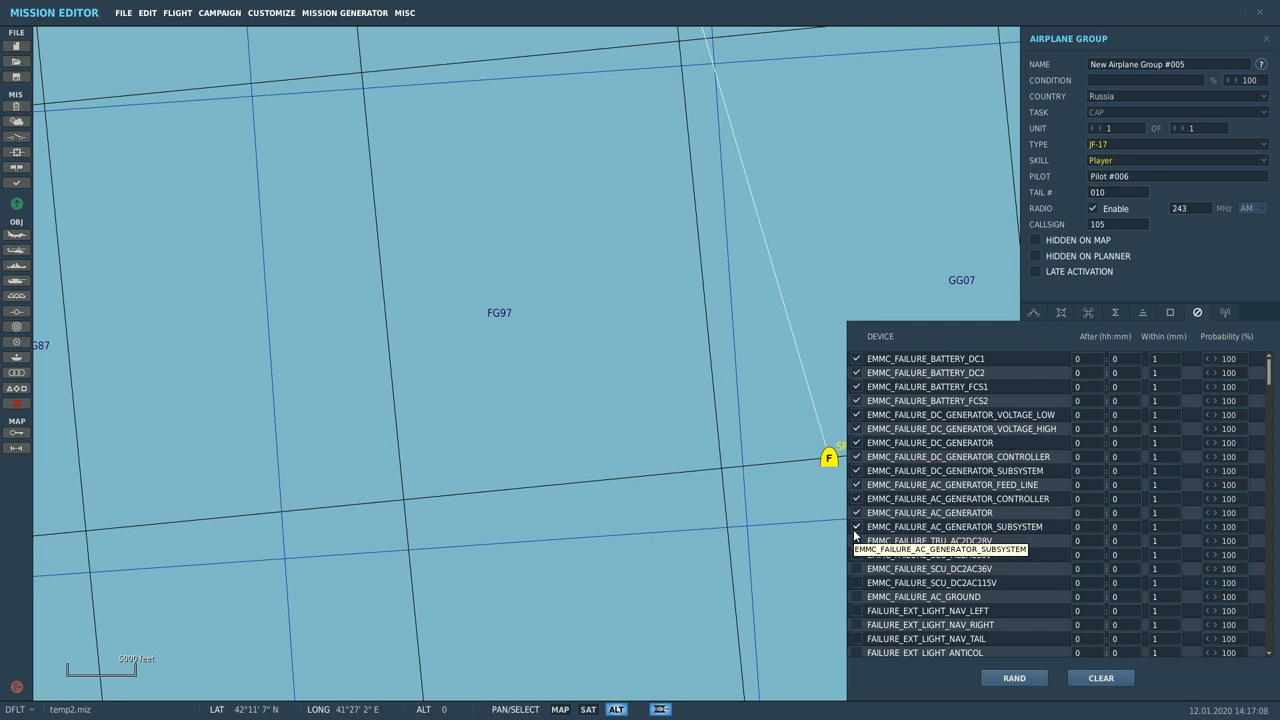 MISSION EDITOR FILE EDIT FLIGHT CAMPAIGN CUSTOMIZE MISSION GENERATOR MISC
FILE
MIS
OBJ
MAP
FG97
GG07
G87
F
5000 feet
AIRPLANE GROUP
NAME New Airplane Group #005 ?
CONDITION % < > 100
COUNTRY Russia
TASK CAP
UNIT < > 1 OF < > 1
TYPE JF-17
SKILL Player
PILOT Pilot #006
TAIL # 010
RADIO Enable 243 MHz AM
CALLSIGN 105
HIDDEN ON MAP
HIDDEN ON PLANNER
LATE ACTIVATION
DEVICE After (hh:mm) Within (mm) Probability (%)
EMMC_FAILURE_BATTERY_DC1 0 : 0 1 < > 100
EMMC_FAILURE_BATTERY_DC2 0 : 0 1 < > 100
EMMC_FAILURE_BATTERY_FCS1 0 : 0 1 < > 100
EMMC_FAILURE_BATTERY_FCS2 0 : 0 1 < > 100
EMMC_FAILURE_DC_GENERATOR_VOLTAGE_LOW 0 : 0 1 < > 100
EMMC_FAILURE_DC_GENERATOR_VOLTAGE_HIGH 0 : 0 1 < > 100
EMMC_FAILURE_DC_GENERATOR 0 : 0 1 < > 100
EMMC_FAILURE_DC_GENERATOR_CONTROLLER 0 : 0 1 < > 100
EMMC_FAILURE_DC_GENERATOR_SUBSYSTEM 0 : 0 1 < > 100
EMMC_FAILURE_AC_GENERATOR_FEED_LINE 0 : 0 1 < > 100
EMMC_FAILURE_AC_GENERATOR_CONTROLLER 0 : 0 1 < > 100
EMMC_FAILURE_AC_GENERATOR 0 : 0 1 < > 100
EMMC_FAILURE_AC_GENERATOR_SUBSYSTEM 0 : 0 1 < > 100
EMMC_FAILURE_TRU_AC2DC28V 0 : 0 1 < > 100
EMMC_FAILURE_AC_GENERATOR_SUBSYSTEM
0 : 0 1 < > 100
EMMC_FAILURE_SCU_DC2AC36V 0 : 0 1 < > 100
EMMC_FAILURE_SCU_DC2AC115V 0 : 0 1 < > 100
EMMC_FAILURE_AC_GROUND 0 : 0 1 < > 100
FAILURE_EXT_LIGHT_NAV_LEFT 0 : 0 1 < > 100
FAILURE_EXT_LIGHT_NAV_RIGHT 0 : 0 1 < > 100
FAILURE_EXT_LIGHT_NAV_TAIL 0 : 0 1 < > 100
FAILURE_EXT_LIGHT_ANTICOL 0 : 0 1 < > 100
RAND CLEAR
DFLT temp2.miz LAT 42°11' 7" N LONG 41°27' 2" E ALT 0 PAN/SELECT MAP SAT ALT 12.01.2020 14:17:08